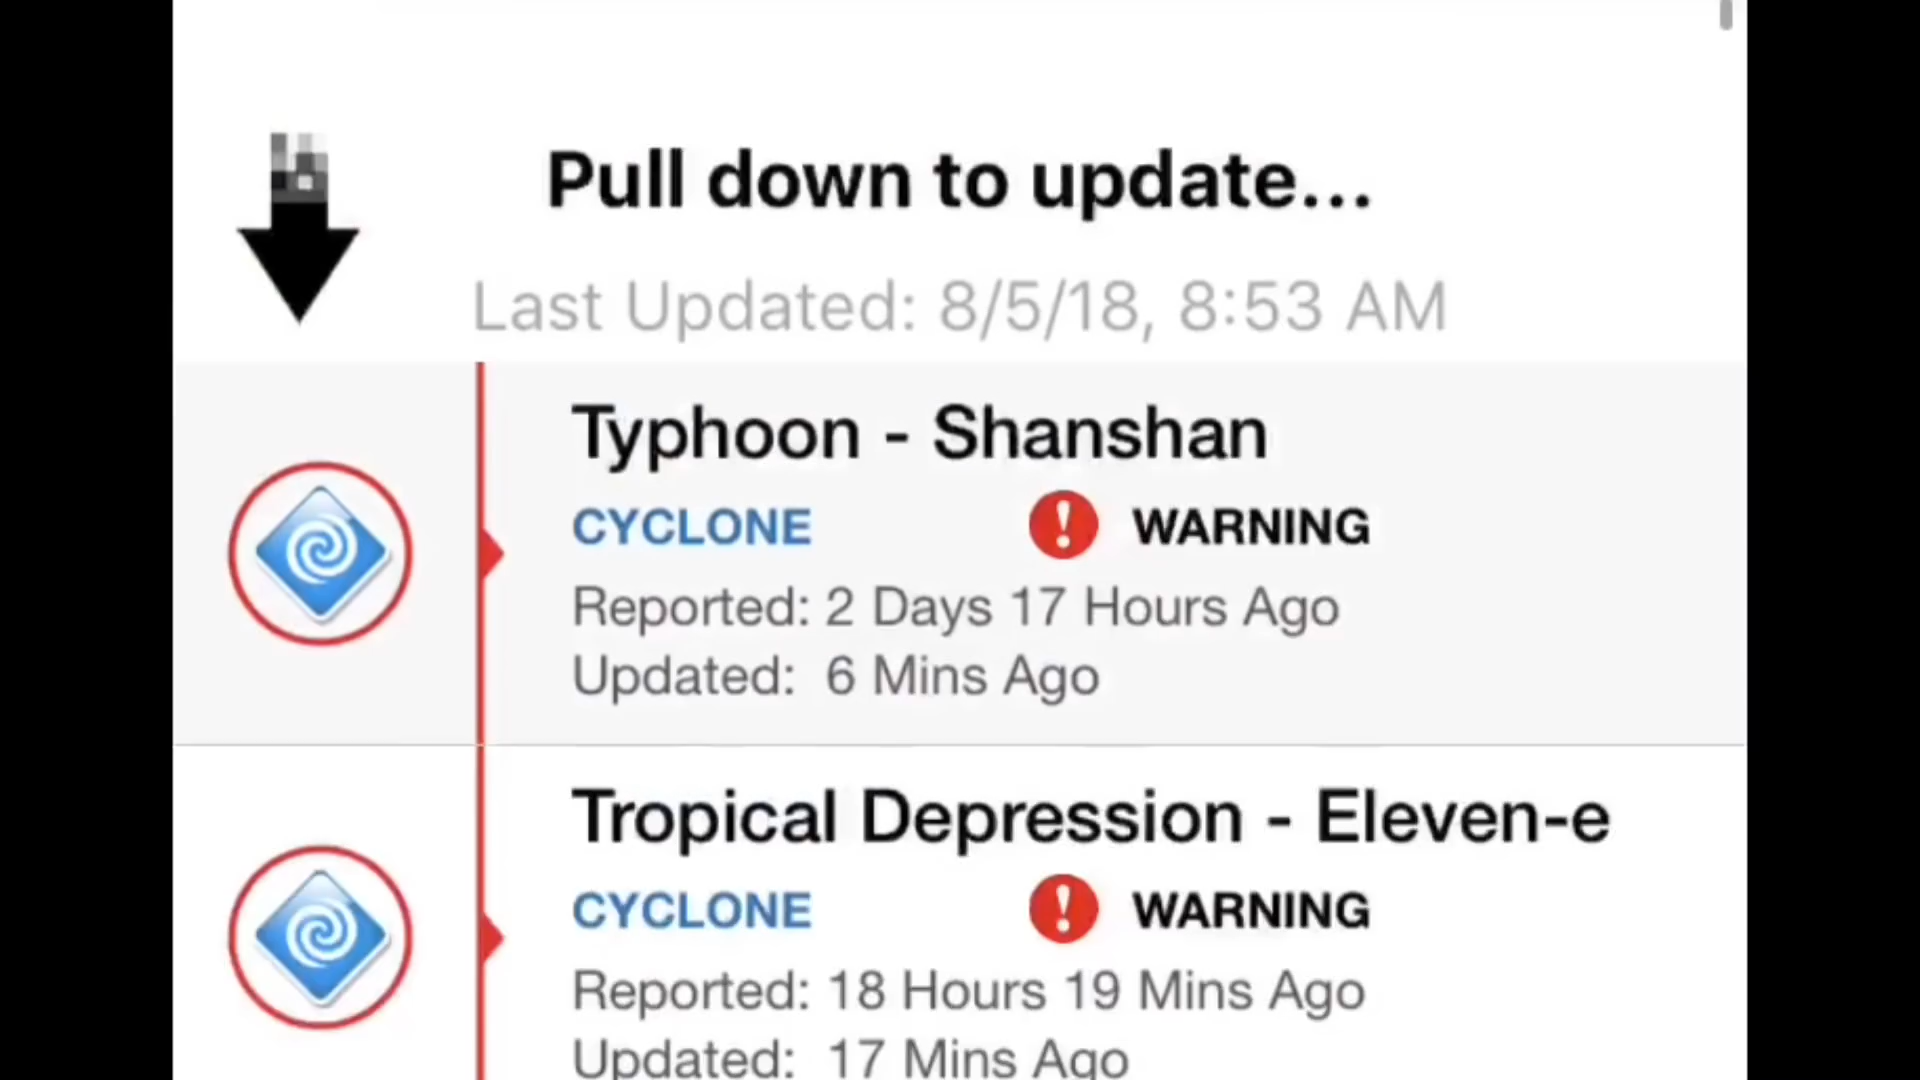 Pull down to update...
Last Updated: 8/5/18, 8:53 AM
Typhoon - Shanshan
CYCLONE ! WARNING
Reported: 2 Days 17 Hours Ago
Updated: 6 Mins Ago
Tropical Depression - Eleven-e
CYCLONE ! WARNING
Reported: 18 Hours 19 Mins Ago
Updated: 17 Mins Ago